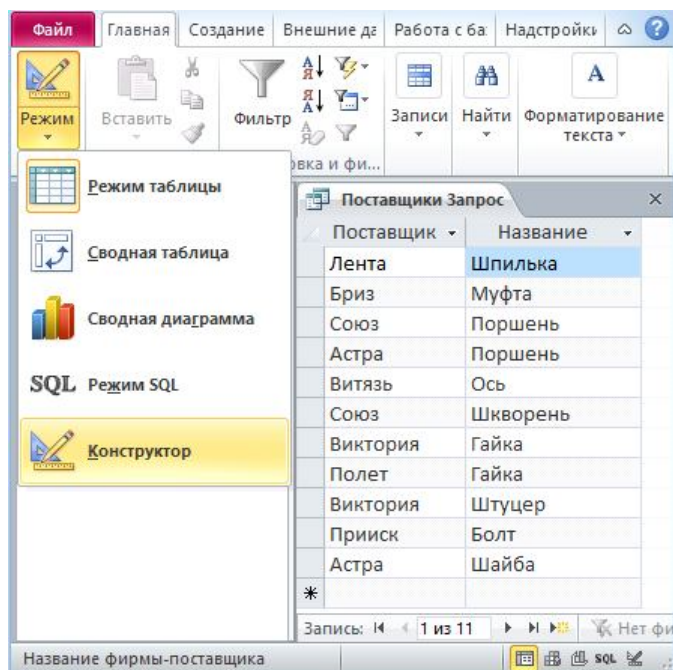 Файл Главная Создание Внешние да Работа с ба: Надстройки
Режим Вставить Фильтр Записи Найти Форматирование текста
овка и фи...
Режим таблицы
Сводная таблица
Сводная диаграмма
SQL Режим SQL
Конструктор
Поставщики Запрос
Поставщик Название
Лента Шпилька
Бриз Муфта
Союз Поршень
Астра Поршень
Витязь Ось
Союз Шкворень
Виктория Гайка
Полет Гайка
Виктория Штуцер
Прииск Болт
Астра Шайба
Запись: 1 из 11 Нет фи
Название фирмы-поставщика SQL